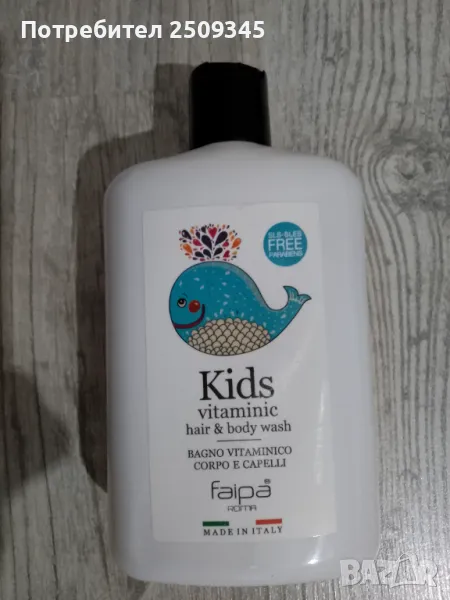 Потребител 2509345
SLS-SLES
FREE
PARABENS
Kids
vitaminic
hair & body wash
BAGNO VITAMINICO
CORPO E CAPELLI
faipa®
ROMA
MADE IN ITALY
BAZAR